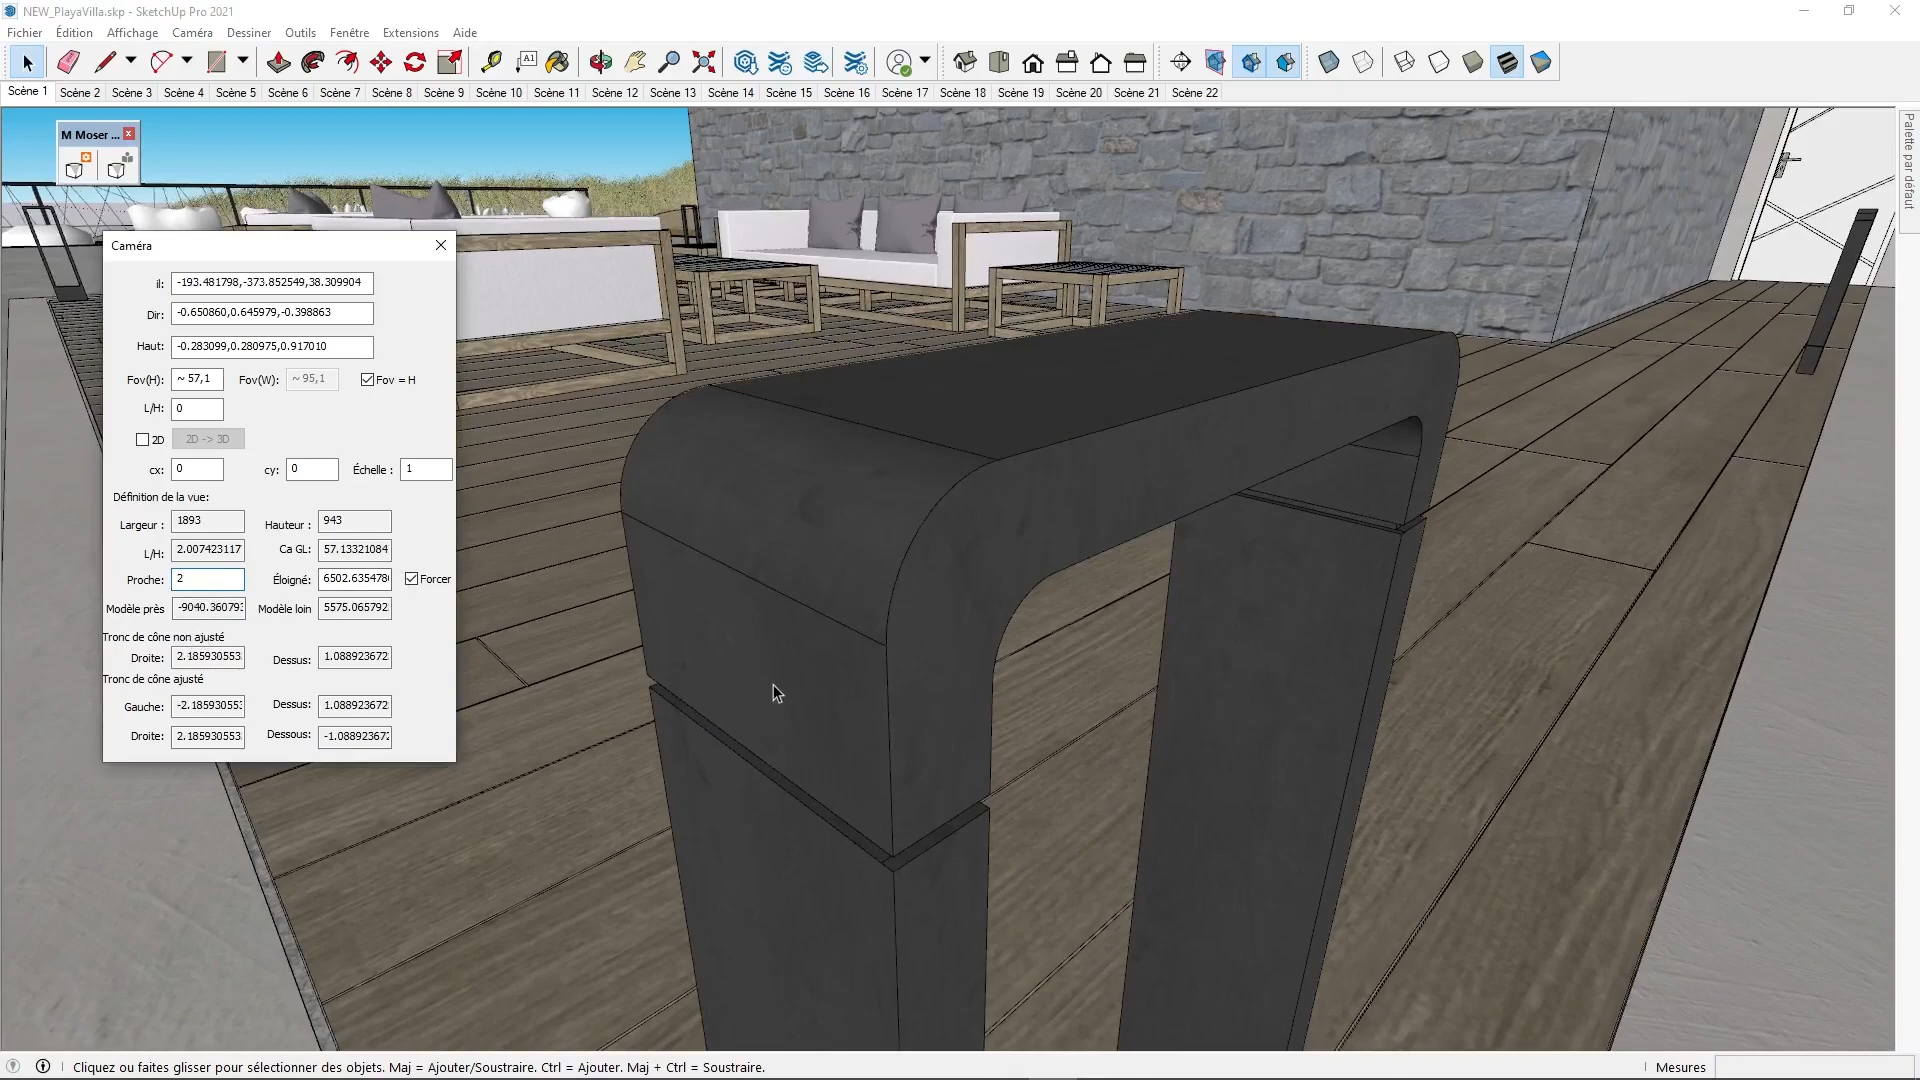 NEW_PlayaVilla.skp - SketchUp Pro 2021
Fichier Édition Affichage Caméra Dessiner Outils Fenêtre Extensions Aide
A1
Scène 1 Scène 2 Scène 3 Scène 4 Scène 5 Scène 6 Scène 7 Scène 8 Scène 9 Scène 10 Scène 11 Scène 12 Scène 13 Scène 14 Scène 15 Scène 16 Scène 17 Scène 18 Scène 19 Scène 20 Scène 21 Scène 22
Palette par défaut
M Moser ...
Caméra
il: -193.481798,-373.852549,38.309904
Dir: -0.650860,0.645979,-0.398863
Haut: -0.283099,0.280975,0.917010
Fov(H): ~ 57,1 Fov(W): ~ 95,1 Fov = H
L/H: 0
2D 2D -> 3D
cx: 0 cy: 0 Échelle : 1
Définition de la vue:
Largeur : 1893 Hauteur : 943
L/H: 2.007423117 Ca GL: 57.13321084
Proche: 2 Éloigné: 6502.6354786 Forcer
Modèle près -9040.360793 Modèle loin 5575.065792
Tronc de cône non ajusté
Droite: 2.185930553 Dessus: 1.088923672
Tronc de cône ajusté
Gauche: -2.185930553 Dessus: 1.088923672
Droite: 2.185930553 Dessous: -1.088923672
Cliquez ou faites glisser pour sélectionner des objets. Maj = Ajouter/Soustraire. Ctrl = Ajouter. Maj + Ctrl = Soustraire.
Mesures